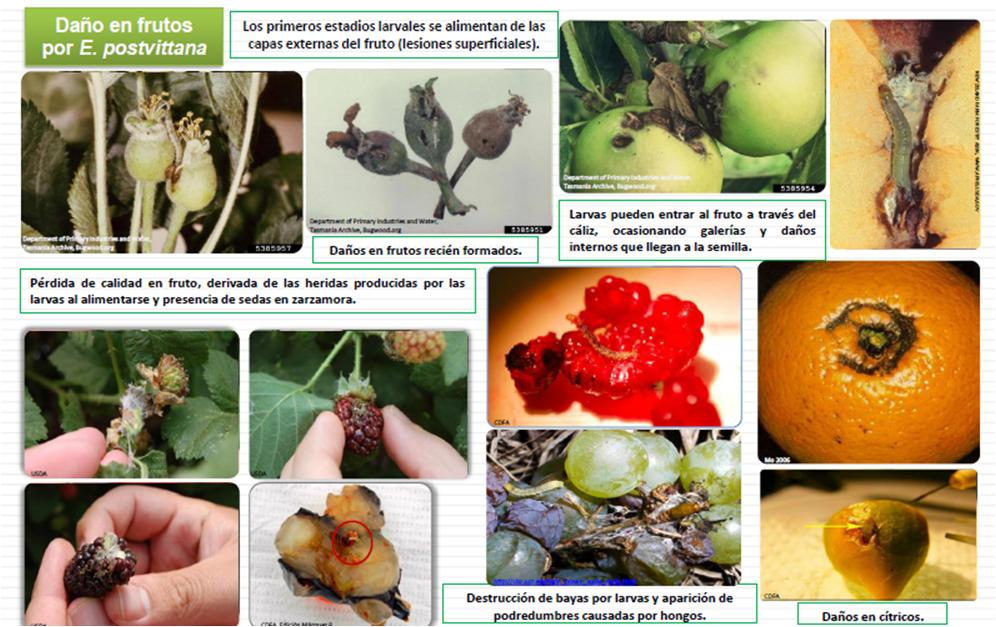 Daño en frutos
por E. postvittana
Los primeros estadios larvales se alimentan de las
capas externas del fruto (lesiones superficiales).
Department of Primary Industries and Water,
Tasmania Archive, Bugwood.org
5385957
Department of Primary Industries and Water,
Tasmania Archive, Bugwood.org
5385951
Department of Primary Industries and Water,
Tasmania Archive, Bugwood.org
5385954
Daños en frutos recién formados.
Larvas pueden entrar al fruto a través del
cáliz, ocasionando galerías y daños
internos que llegan a la semilla.
Pérdida de calidad en fruto, derivada de las heridas producidas por las
larvas al alimentarse y presencia de sedas en zarzamora.
USDA
USDA
CDFA
Mo 2006
CDFA
Destrucción de bayas por larvas y aparición de
podredumbres causadas por hongos.
Daños en cítricos.